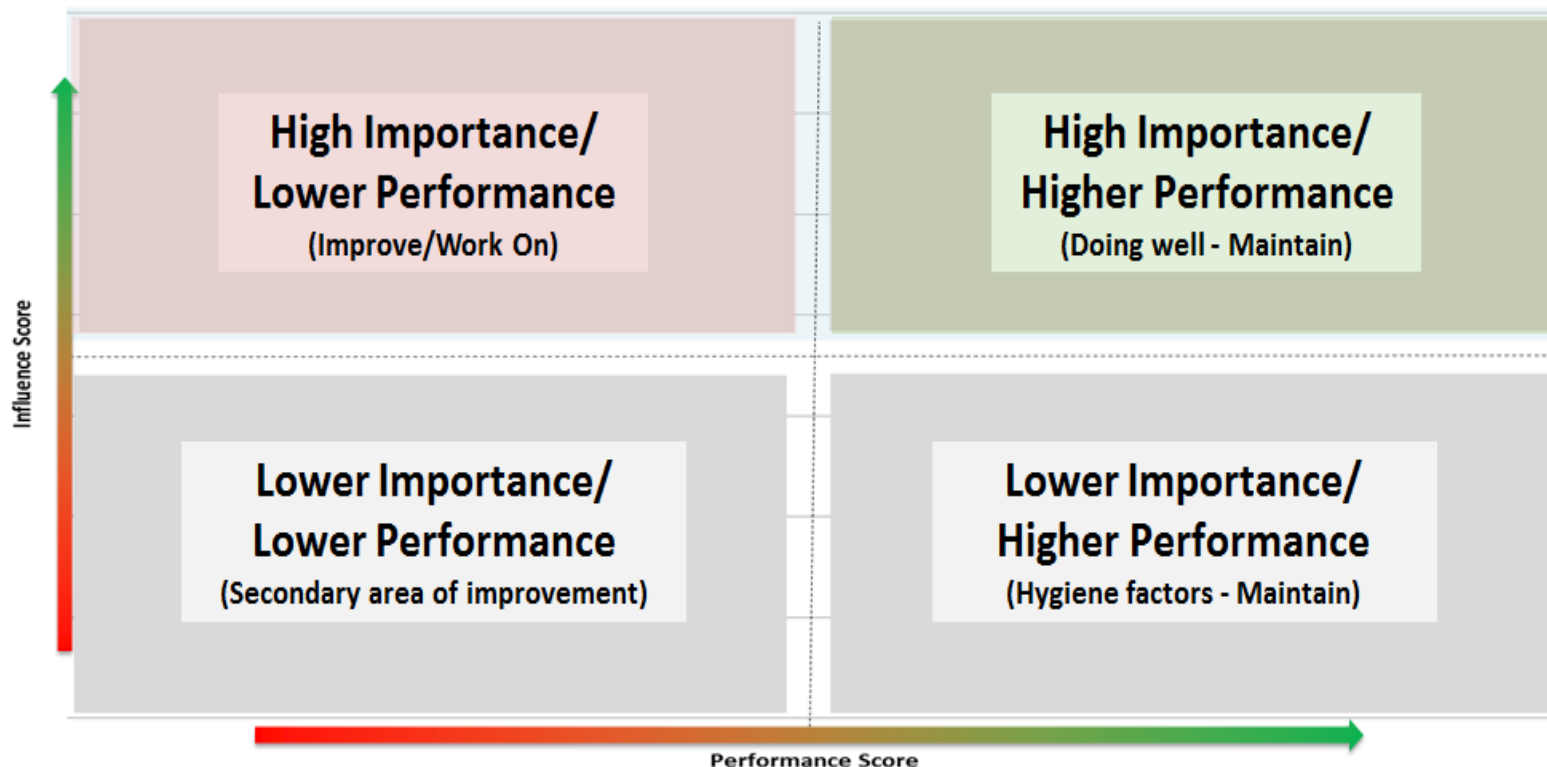 High Importance/
Lower Performance
(Improve/Work On)
High Importance/
Higher Performance
(Doing well - Maintain)
Influence Score
Lower Importance/
Lower Performance
(Secondary area of improvement)
Lower Importance/
Higher Performance
(Hygiene factors - Maintain)
Performance Score